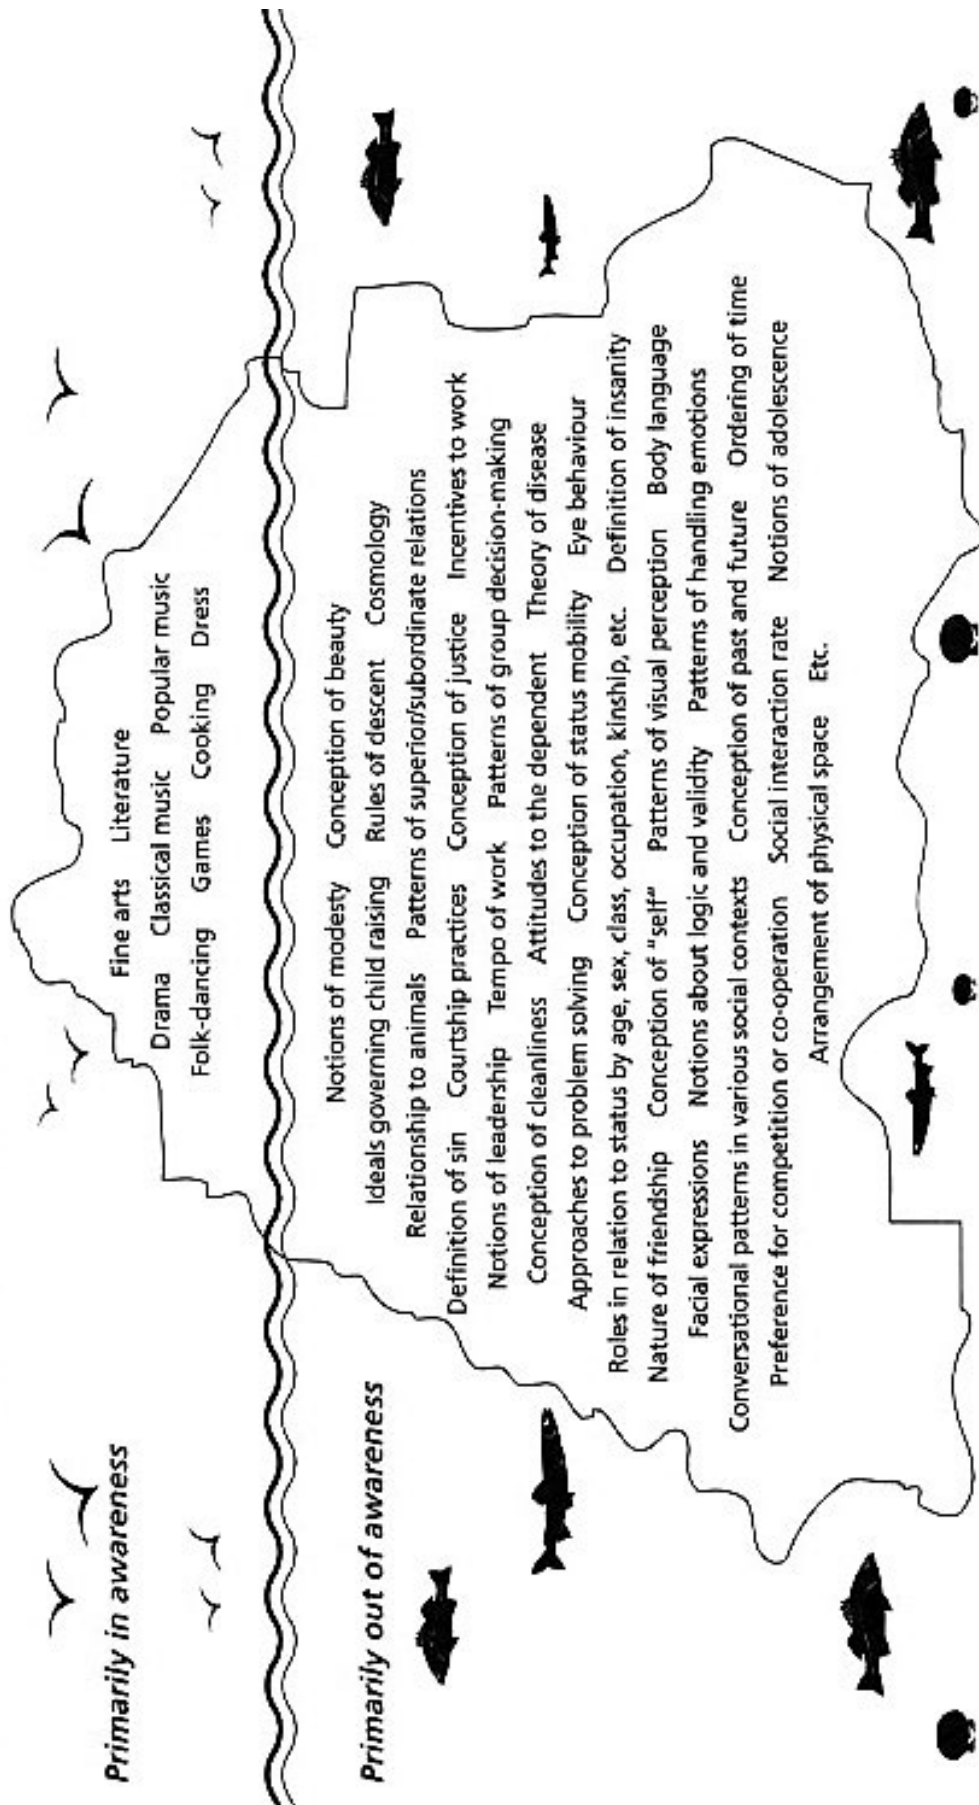 Primarily in awareness
Fine arts Literature
Drama Classical music Popular music
Folk-dancing Games Cooking Dress
Primarily out of awareness
Notions of modesty Conception of beauty
Ideals governing child raising Rules of descent Cosmology
Relationship to animals Patterns of superior/subordinate relations
Definition of sin Courtship practices Conception of justice Incentives to work
Notions of leadership Tempo of work Patterns of group decision-making
Conception of cleanliness Attitudes to the dependent Theory of disease
Approaches to problem solving Conception of status mobility Eye behaviour
Roles in relation to status by age, sex, class, occupation, kinship, etc. Definition of insanity
Nature of friendship Conception of "self" Patterns of visual perception Body language
Facial expressions Notions about logic and validity Patterns of handling emotions
Conversational patterns in various social contexts Conception of past and future Ordering of time
Preference for competition or co-operation Social interaction rate Notions of adolescence
Arrangement of physical space Etc.